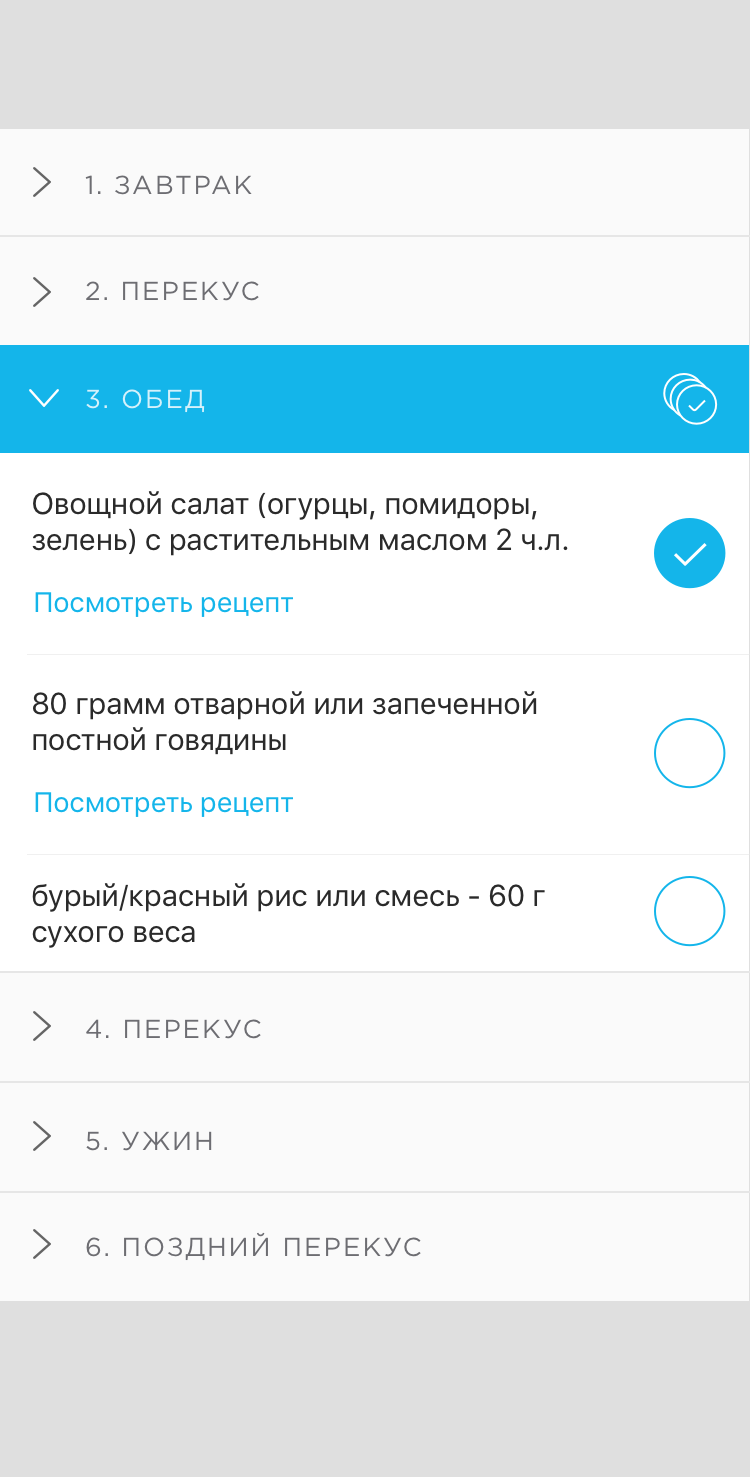 1. ЗАВТРАК
2. ПЕРЕКУС
3. ОБЕД
Овощной салат (огурцы, помидоры,
зелень) с растительным маслом 2 ч.л.
Посмотреть рецепт
80 грамм отварной или запеченной
постной говядины
Посмотреть рецепт
бурый/красный рис или смесь - 60 г
сухого веса
4. ПЕРЕКУС
5. УЖИН
6. ПОЗДНИЙ ПЕРЕКУС